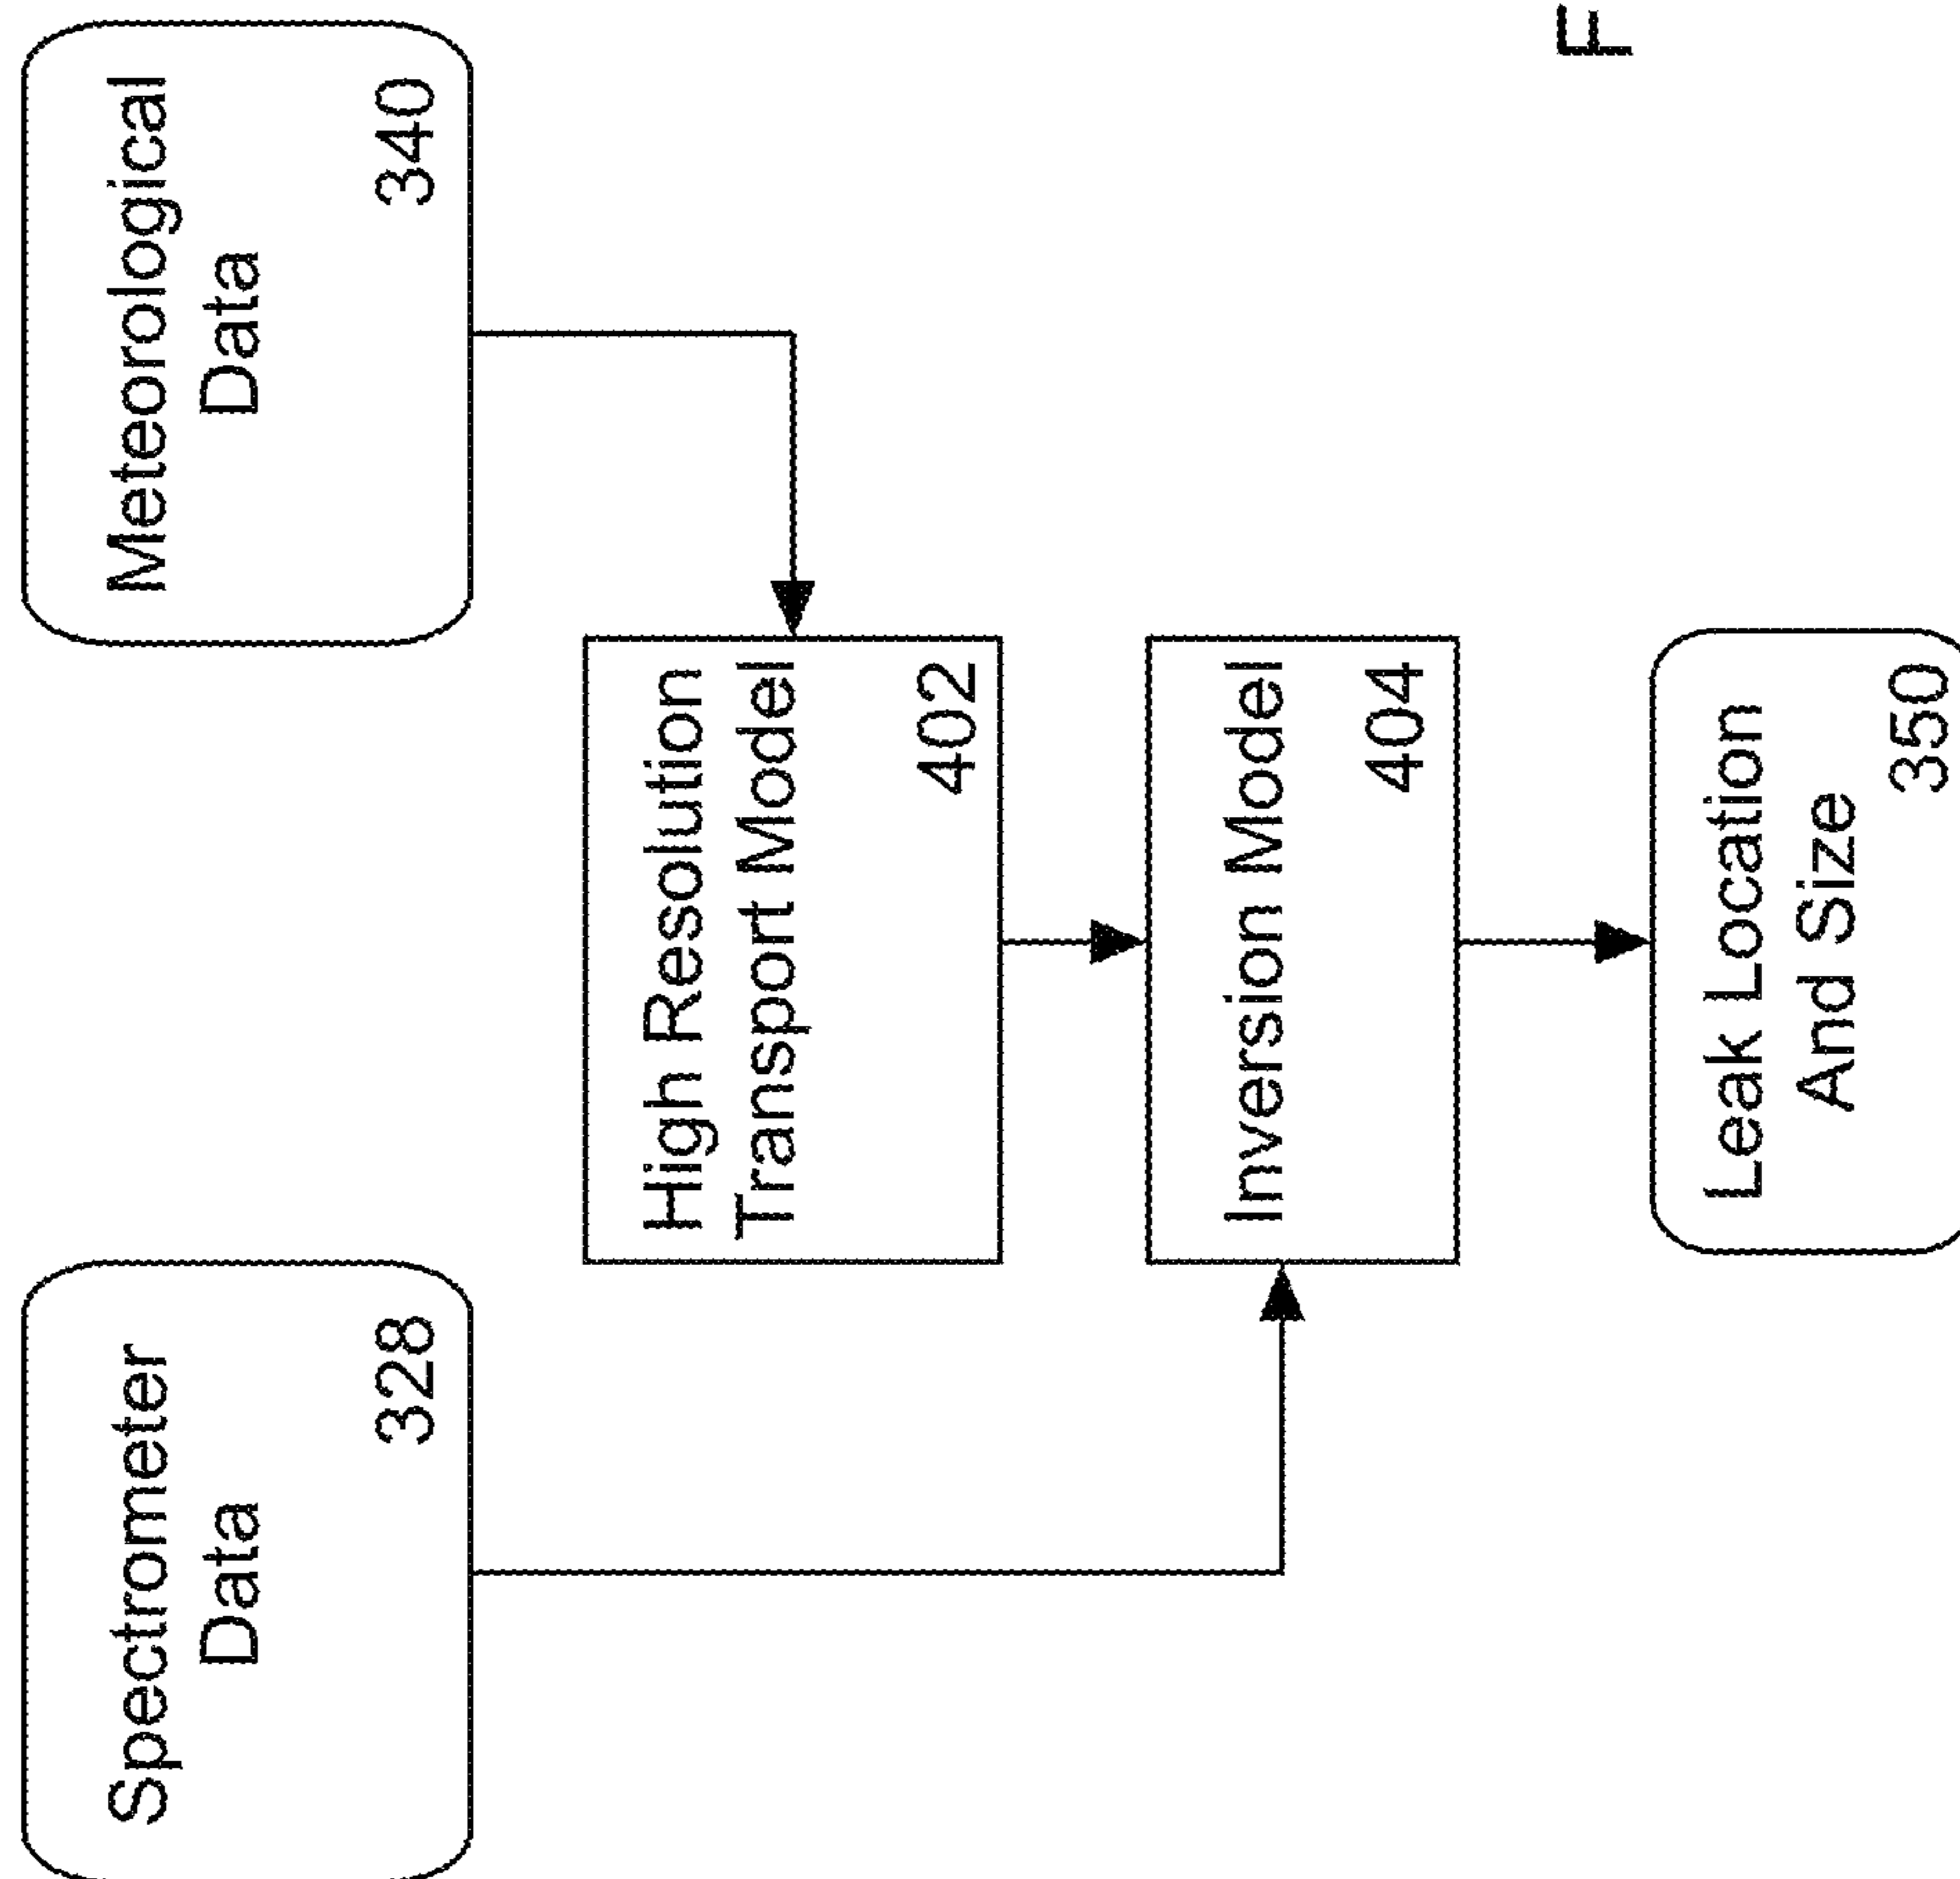 Spectrometer
Data
328
Meteorological
Data
340
High Resolution
Transport Model
402
Inversion Model
404
Leak Location
And Size
350
F